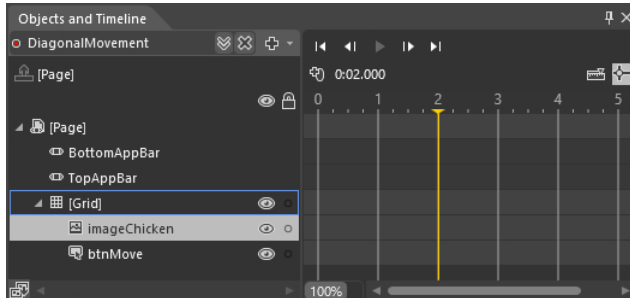 Objects and Timeline
DiagonalMovement
[Page]
0:02.000
0 1 2 3 4 5
[Page]
BottomAppBar
TopAppBar
[Grid]
imageChicken
btnMove
100%